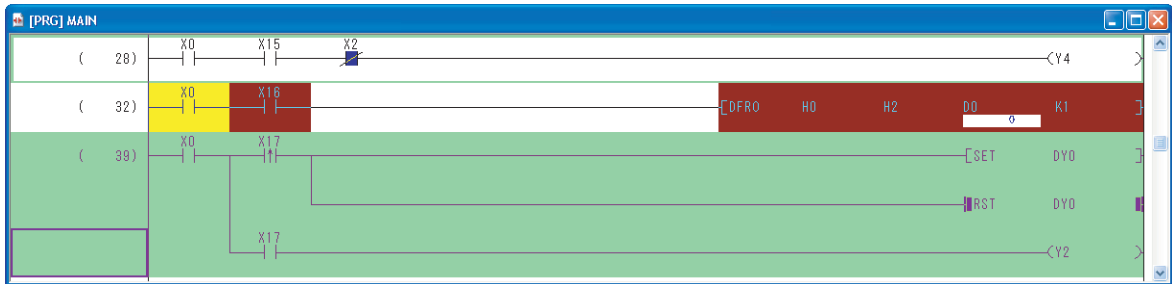 [PRG] MAIN
X0 X15 X2
( 28) (Y4 )
X0 X16
( 32) [DFRO H0 H2 D0 K1 ]
0
X0 X17
( 39) [SET DY0 ]
[RST DY0 ]
X17
(Y2 )